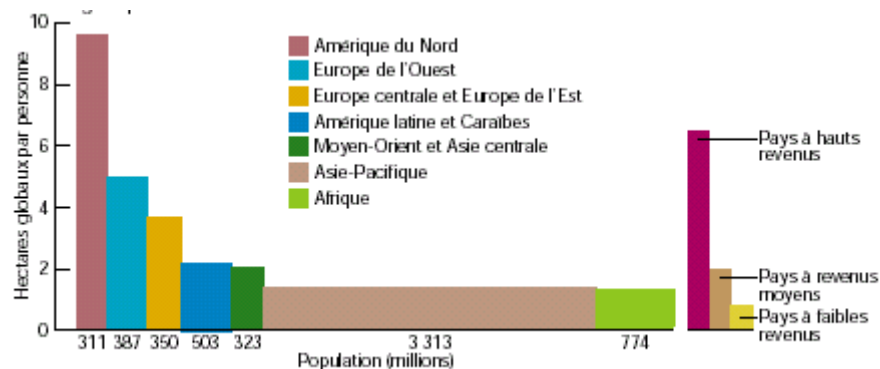 10
8
6
4
2
0
Hectares globaux par personne
Amérique du Nord
Europe de l'Ouest
Europe centrale et Europe de l'Est
Amérique latine et Caraïbes
Moyen-Orient et Asie centrale
Asie-Pacifique
Afrique
311 387 350 503 323 3 313 774
Population (millions)
Pays à hauts
revenus
Pays à revenus
moyens
Pays à faibles
revenus